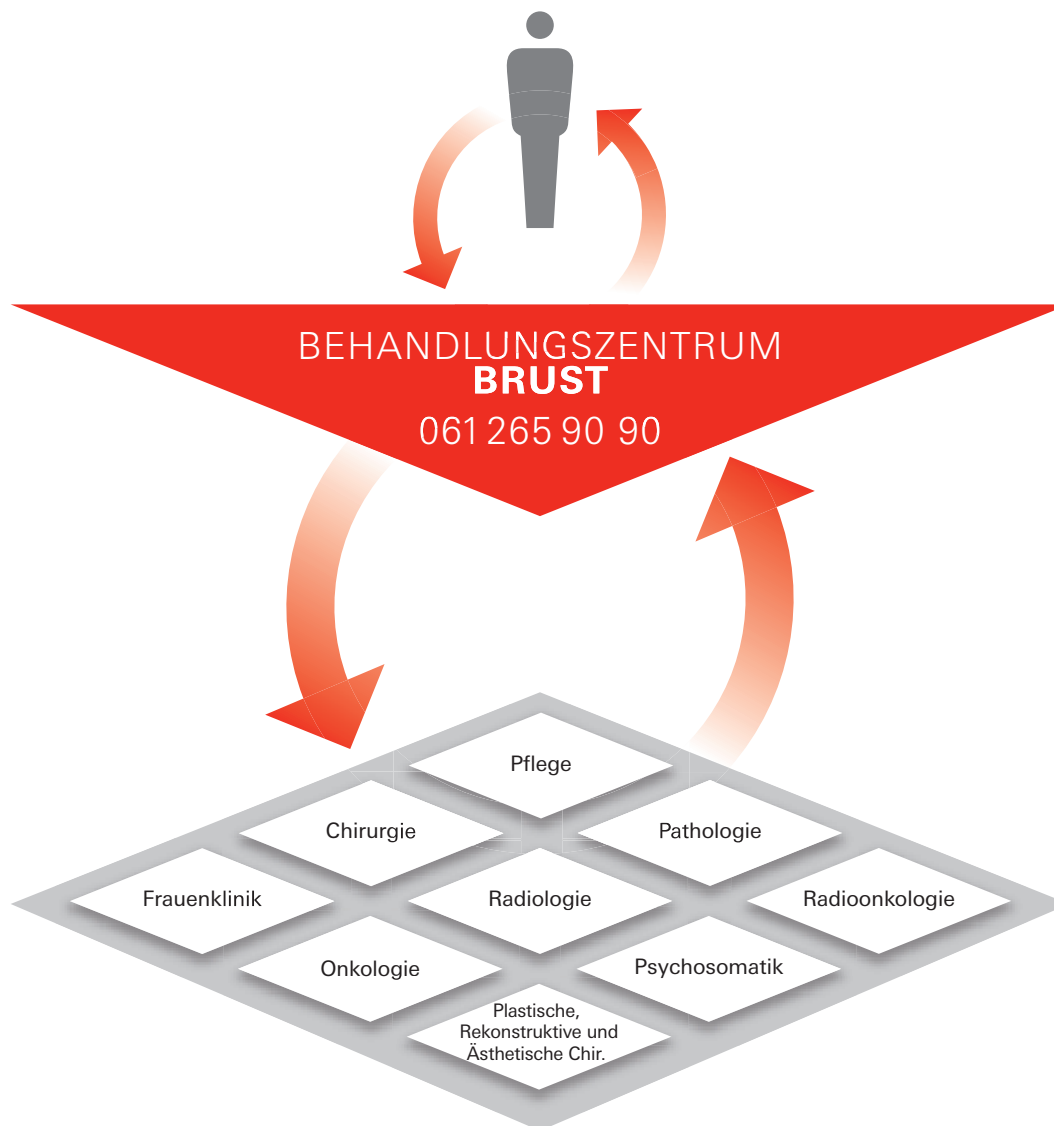 BEHANDLUNGSZENTRUM
BRUST
061 265 90 90
Pflege
Chirurgie
Pathologie
Frauenklinik
Radiologie
Radioonkologie
Onkologie
Psychosomatik
Plastische,
Rekonstruktive und
Ästhetische Chir.